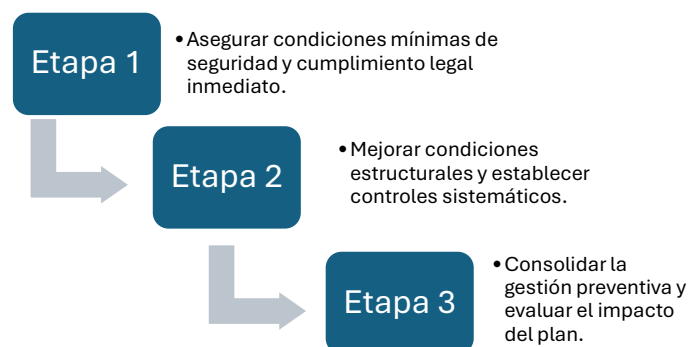 Etapa 1
• Asegurar condiciones mínimas de
seguridad y cumplimiento legal
inmediato.
Etapa 2
• Mejorar condiciones
estructurales y establecer
controles sistemáticos.
Etapa 3
• Consolidar la
gestión preventiva y
evaluar el impacto
del plan.